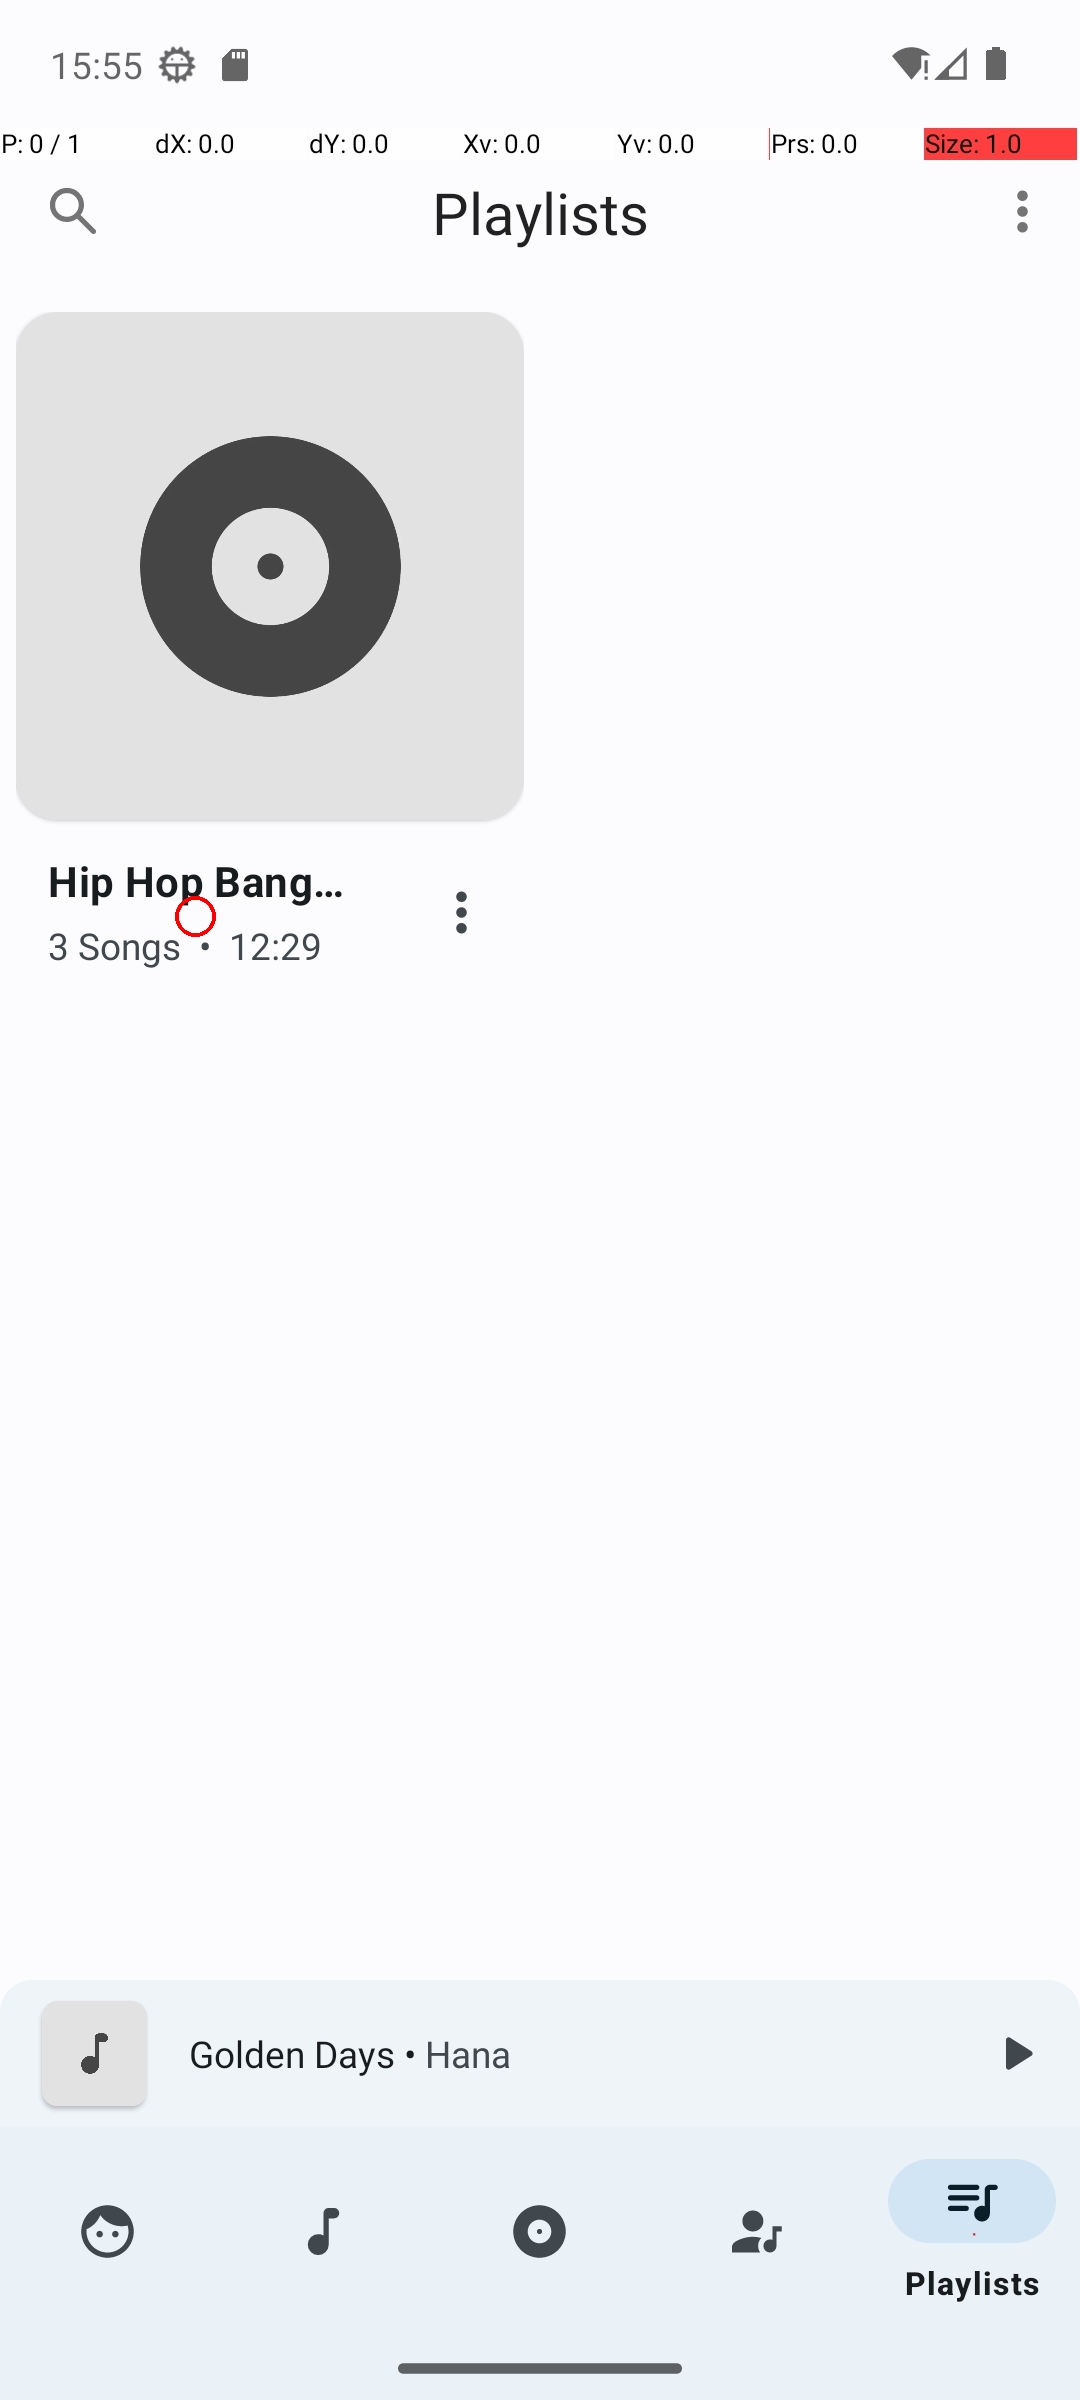 15:55
P: 0 / 1 dX: 0.0 dY: 0.0 Xv: 0.0 Yv: 0.0 Prs: 0.0 Size: 1.0
Playlists
Hip Hop Bang...
3 Songs • 12:29
Golden Days • Hana
Playlists